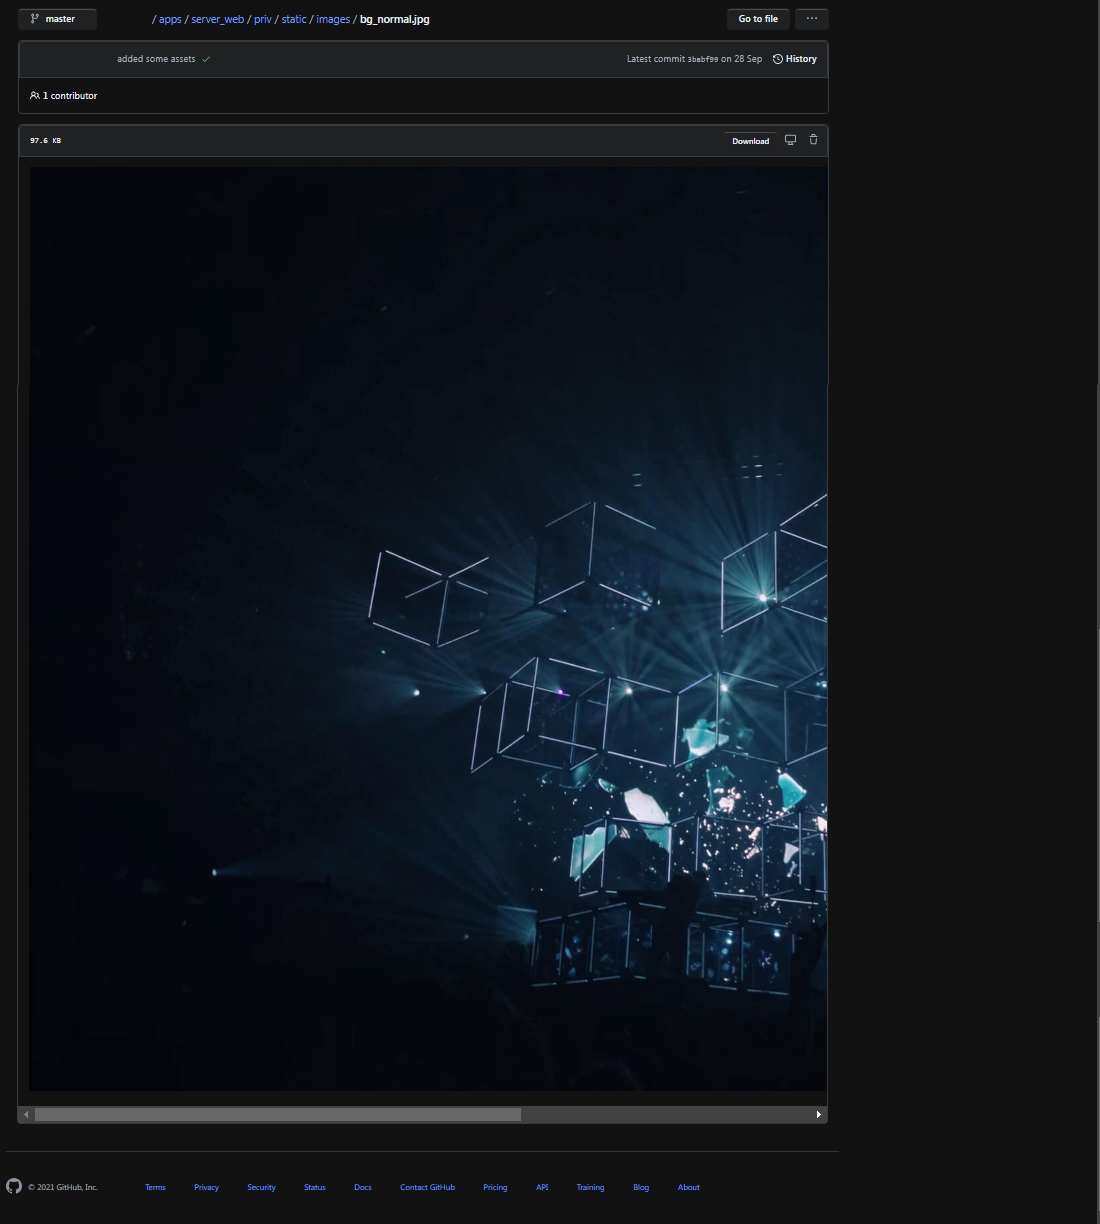 master / apps / server_web / priv / static / images / bg_normal.jpg Go to file ...
added some assets Latest commit 3babf99 on 28 Sep History
1 contributor
97.6 KB Download
© 2021 GitHub, Inc. Terms Privacy Security Status Docs Contact GitHub Pricing API Training Blog About